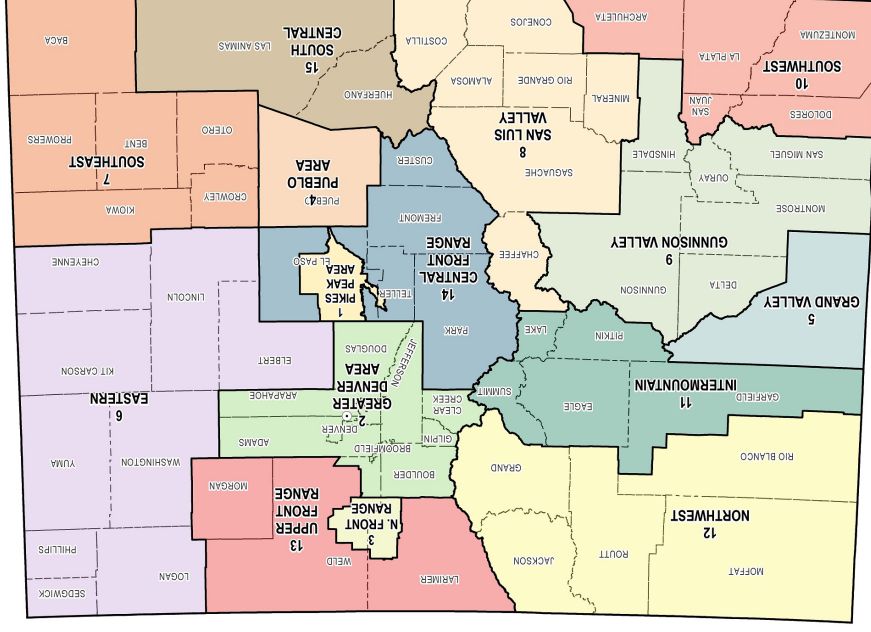 MOFFAT
ROUTT
JACKSON
LARIMER
LOGAN
SEDGWICK
PHILLIPS
WELD
12
NORTHWEST
3
N. FRONT
RANGE
13
UPPER
FRONT
RANGE
MORGAN
RIO BLANCO
GRAND
BOULDER
BROOMFIELD
GILPIN
ADAMS
WASHINGTON
YUMA
CLEAR
CREEK
DENVER
2
GREATER
DENVER
AREA
ARAPAHOE
6
EASTERN
GARFIELD
11
INTERMOUNTAIN
EAGLE
SUMMIT
JEFFERSON
DOUGLAS
ELBERT
KIT CARSON
PITKIN
LAKE
PARK
5
GRAND VALLEY
DELTA
GUNNISON
9
GUNNISON VALLEY
CHAFFEE
14
CENTRAL
FRONT
RANGE
TELLER
1
PIKES
PEAK
AREA
EL PASO
LINCOLN
CHEYENNE
MONTROSE
FREMONT
PUEBLO
4
PUEBLO
AREA
CROWLEY
KIOWA
OURAY
SAN MIGUEL
HINSDALE
SAGUACHE
8
SAN LUIS
VALLEY
CUSTER
OTERO
BENT
PROWERS
7
SOUTHEAST
DOLORES
SAN
JUAN
MINERAL
RIO GRANDE
ALAMOSA
HUERFANO
10
SOUTHWEST
MONTEZUMA
LA PLATA
ARCHULETA
CONEJOS
COSTILLA
15
SOUTH
CENTRAL
LAS ANIMAS
BACA